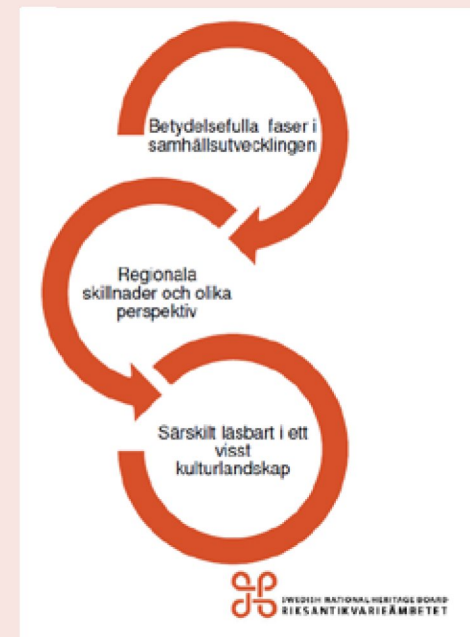 Betydelsefulla faser i
samhällsutvecklingen
Regionala
skillnader och olika
perspektiv
Särskilt läsbart i ett
visst
kulturlandskap
SWEDISH NATIONAL HERITAGE BOARD
RIKSANTIKVARIEÄMBETET